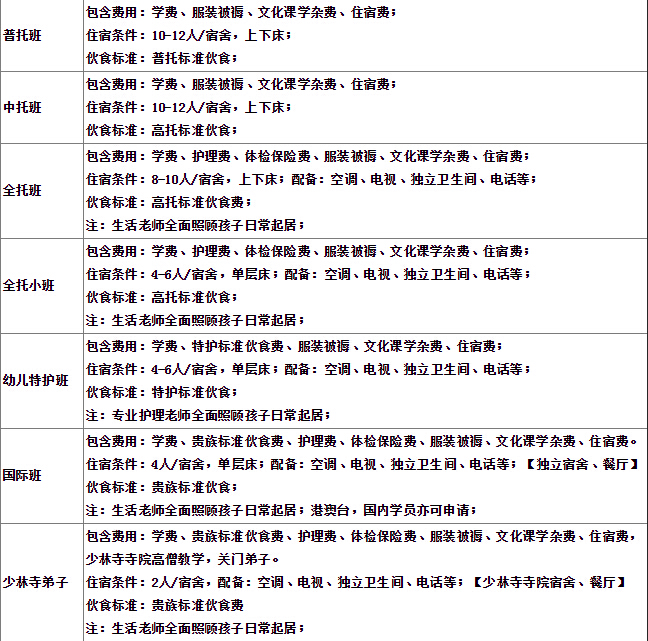 普托班
包含费用：学费、服装被褥、文化课学杂费、住宿费；
住宿条件：10-12人/宿舍，上下床；
伙食标准：普托标准伙食；
中托班
包含费用：学费、服装被褥、文化课学杂费、住宿费；
住宿条件：10-12人/宿舍，上下床；
伙食标准：高托标准伙食；
全托班
包含费用：学费、护理费、体检保险费、服装被褥、文化课学杂费、住宿费；
住宿条件：8-10人/宿舍，上下床；配备：空调、电视、独立卫生间、电话等；
伙食标准：高托标准伙食费；
注：生活老师全面照顾孩子日常起居；
全托小班
包含费用：学费、护理费、体检保险费、服装被褥、文化课学杂费、住宿费；
住宿条件：4-6人/宿舍，单层床；配备：空调、电视、独立卫生间、电话等；
伙食标准：高托标准伙食；
注：生活老师全面照顾孩子日常起居；
幼儿特护班
包含费用：学费、特护标准伙食费、服装被褥、文化课学杂费、住宿费；
住宿条件：4-6人/宿舍，单层床；配备：空调、电视、独立卫生间、电话等；
伙食标准：特护标准伙食；
注：专业护理老师全面照顾孩子日常起居；
国际班
包含费用：学费、贵族标准伙食费、护理费、体检保险费、服装被褥、文化课学杂费、住宿费。
住宿条件：4人/宿舍，单层床；配备：空调、电视、独立卫生间、电话等；【独立宿舍、餐厅】
伙食标准：贵族标准伙食；
注：生活老师全面照顾孩子日常起居；港澳台，国内学员亦可申请；
少林寺弟子
包含费用：学费、贵族标准伙食费、护理费、体检保险费、服装被褥、文化课学杂费、住宿费，
少林寺寺院高僧教学，关门弟子。
住宿条件：2人/宿舍，配备：空调、电视、独立卫生间、电话等；【少林寺寺院宿舍、餐厅】
伙食标准：贵族标准伙食费
注：生活老师全面照顾孩子日常起居；